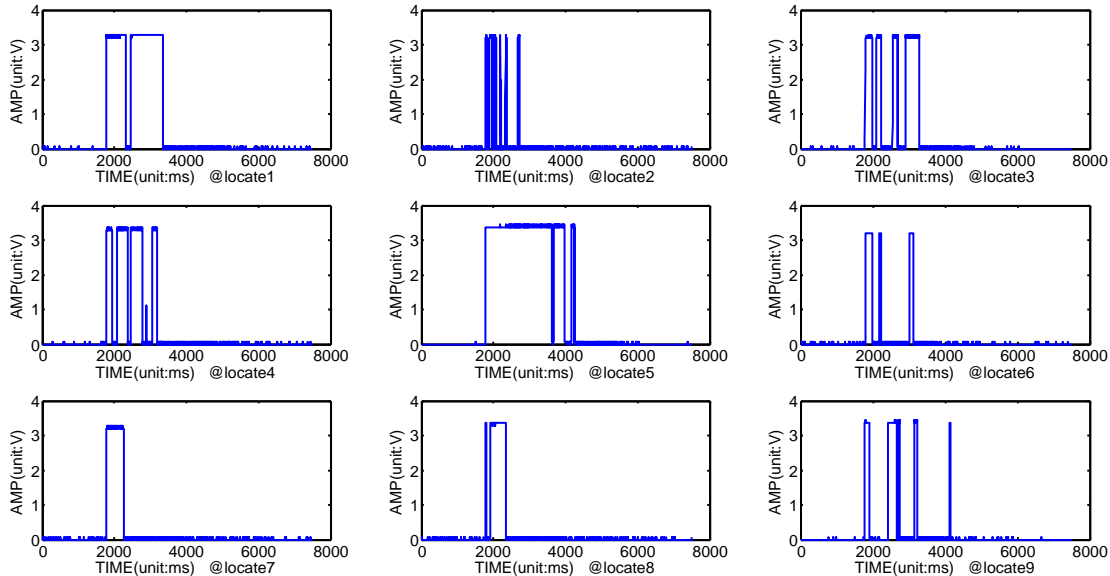 4
3
2
1
0
AMP(unit:V)
0 2000 4000 6000 8000
TIME(unit:ms) @locate1
4
3
2
1
0
AMP(unit:V)
0 2000 4000 6000 8000
TIME(unit:ms) @locate2
4
3
2
1
0
AMP(unit:V)
0 2000 4000 6000 8000
TIME(unit:ms) @locate3
4
3
2
1
0
AMP(unit:V)
0 2000 4000 6000 8000
TIME(unit:ms) @locate4
4
3
2
1
0
AMP(unit:V)
0 2000 4000 6000 8000
TIME(unit:ms) @locate5
4
3
2
1
0
AMP(unit:V)
0 2000 4000 6000 8000
TIME(unit:ms) @locate6
4
3
2
1
0
AMP(unit:V)
0 2000 4000 6000 8000
TIME(unit:ms) @locate7
4
3
2
1
0
AMP(unit:V)
0 2000 4000 6000 8000
TIME(unit:ms) @locate8
4
3
2
1
0
AMP(unit:V)
0 2000 4000 6000 8000
TIME(unit:ms) @locate9